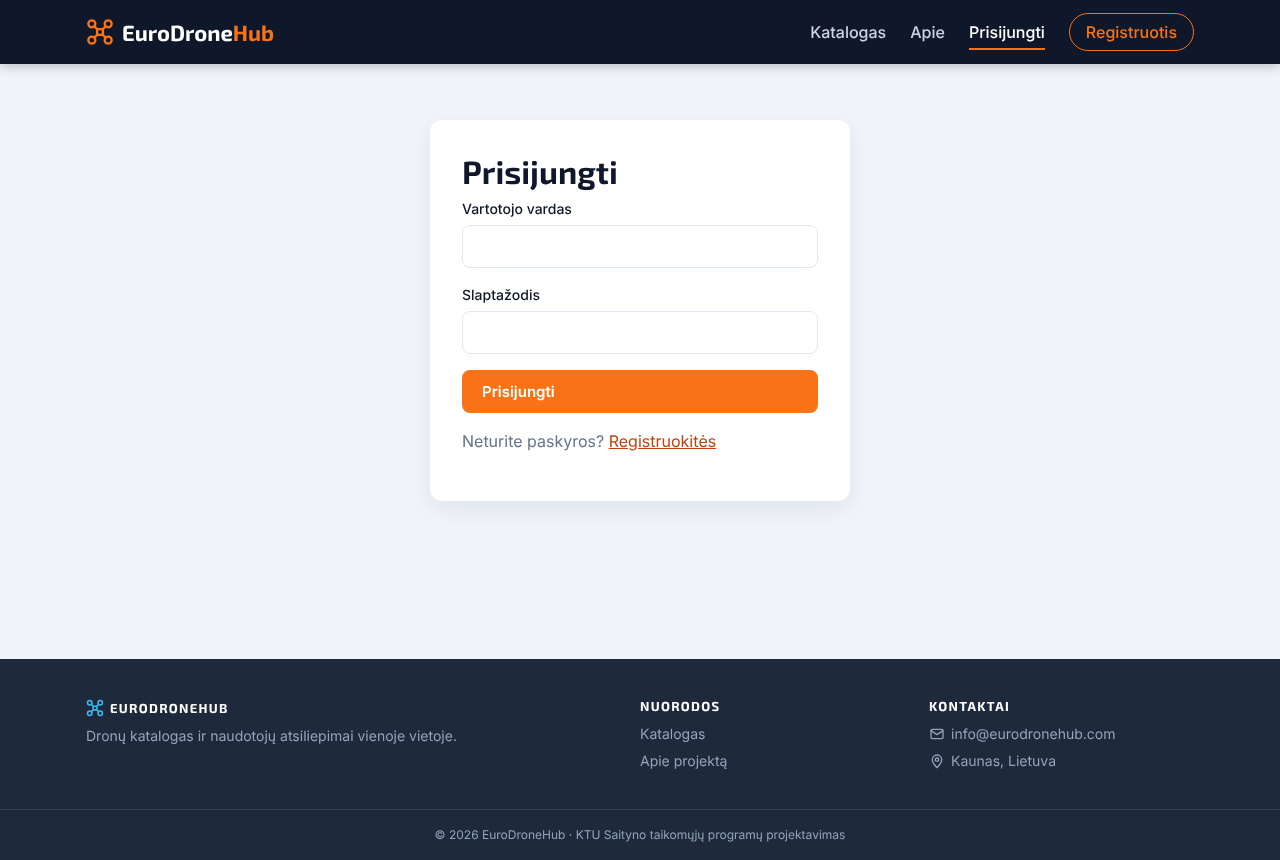 EuroDroneHub
Katalogas Apie Prisijungti Registruotis
Prisijungti
Vartotojo vardas
Slaptažodis
Prisijungti
Neturite paskyros? Registruokitės
EURODRONEHUB
Dronų katalogas ir naudotojų atsiliepimai vienoje vietoje.
NUORODOS
Katalogas
Apie projektą
KONTAKTAI
info@eurodronehub.com
Kaunas, Lietuva
© 2026 EuroDroneHub · KTU Saityno taikomųjų programų projektavimas